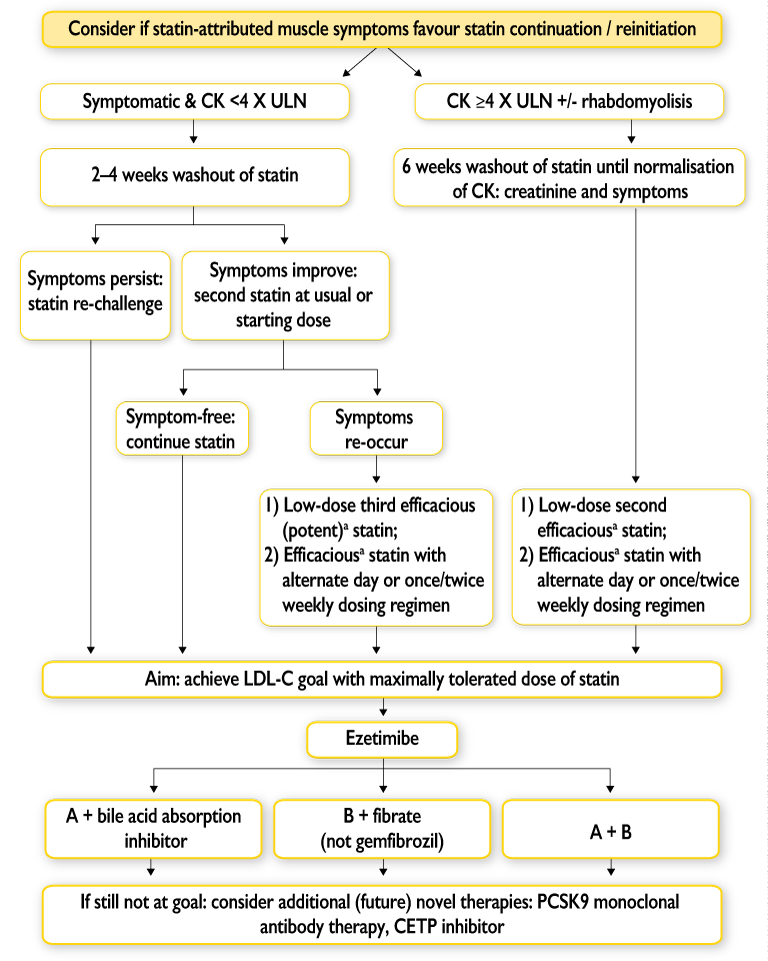 Consider if statin-attributed muscle symptoms favour statin continuation / reinitiation
Symptomatic & CK <4 X ULN
CK ≥4 X ULN +/- rhabdomyolisis
2–4 weeks washout of statin
6 weeks washout of statin until normalisation
of CK: creatinine and symptoms
Symptoms persist:
statin re-challenge
Symptoms improve:
second statin at usual or
starting dose
Symptom-free:
continue statin
Symptoms
re-occur
1) Low-dose third efficacious
(potent)ª statin;
2) Efficaciousª statin with
alternate day or once/twice
weekly dosing regimen
1) Low-dose second
efficaciousª statin;
2) Efficaciousª statin with
alternate day or once/twice
weekly dosing regimen
Aim: achieve LDL-C goal with maximally tolerated dose of statin
Ezetimibe
A + bile acid absorption
inhibitor
B + fibrate
(not gemfibrozil)
A + B
If still not at goal: consider additional (future) novel therapies: PCSK9 monoclonal
antibody therapy, CETP inhibitor